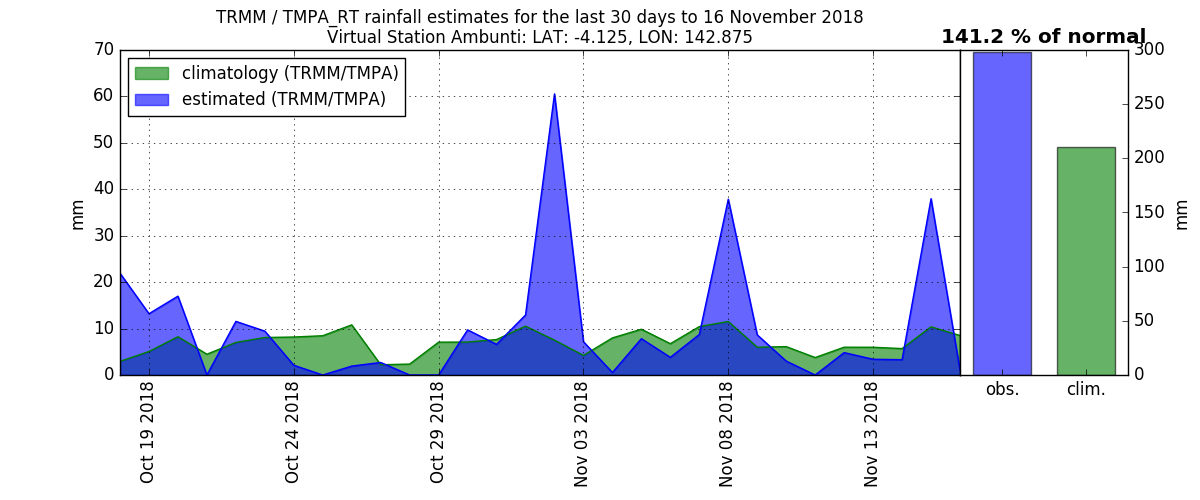 TRMM / TMPA_RT rainfall estimates for the last 30 days to 16 November 2018
Virtual Station Ambunti: LAT: -4.125, LON: 142.875
141.2 % of normal
climatology (TRMM/TMPA)
estimated (TRMM/TMPA)
70
60
50
40
30
20
10
0
mm
Oct 19 2018
Oct 24 2018
Oct 29 2018
Nov 03 2018
Nov 08 2018
Nov 13 2018
300
250
200
150
100
50
0
mm
obs.
clim.